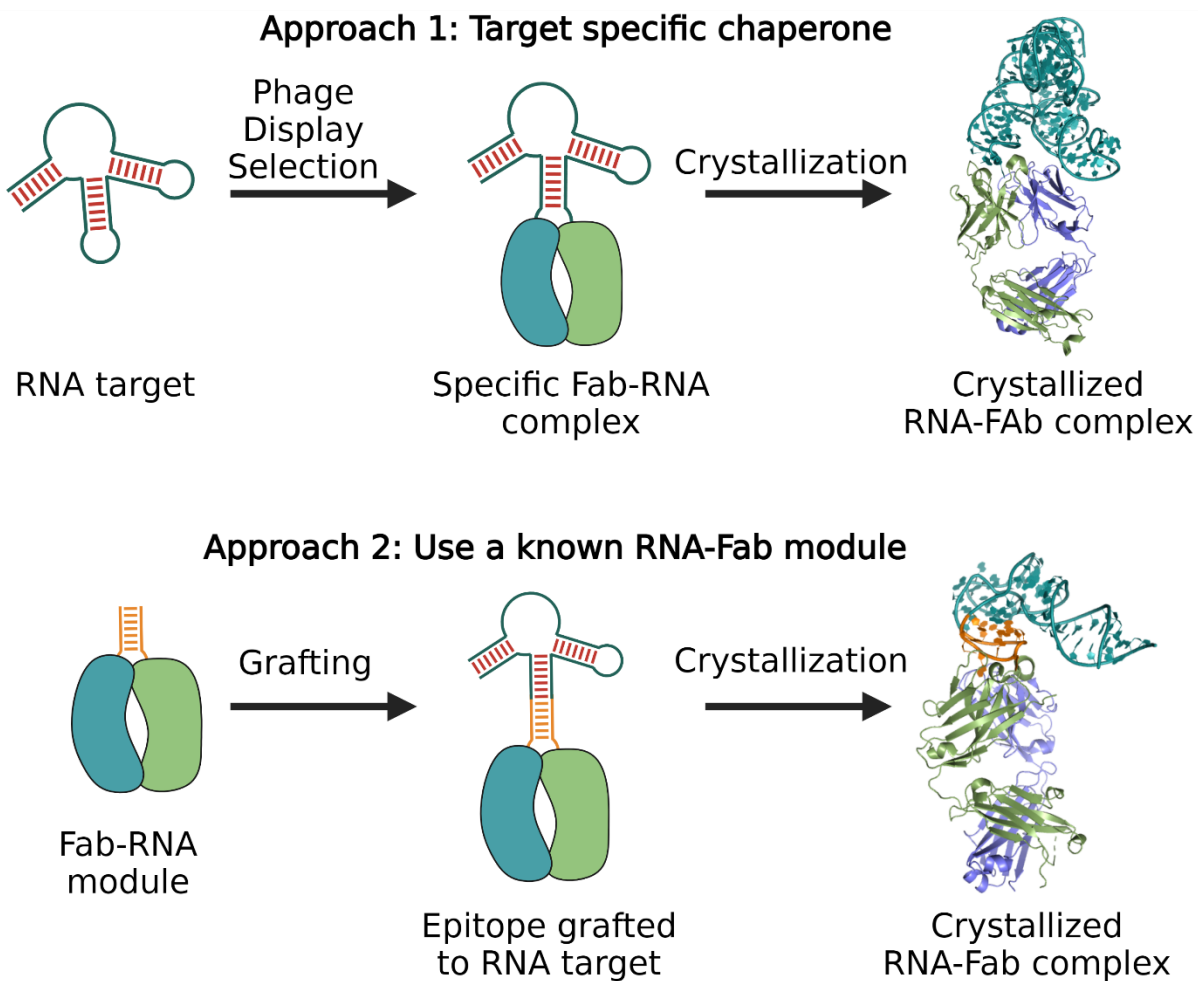 Approach 1: Target specific chaperone
Phage
Display
Selection
Crystallization
RNA target
Specific Fab-RNA
complex
Crystallized
RNA-FAb complex
Approach 2: Use a known RNA-Fab module
Grafting
Crystallization
Fab-RNA
module
Epitope grafted
to RNA target
Crystallized
RNA-Fab complex